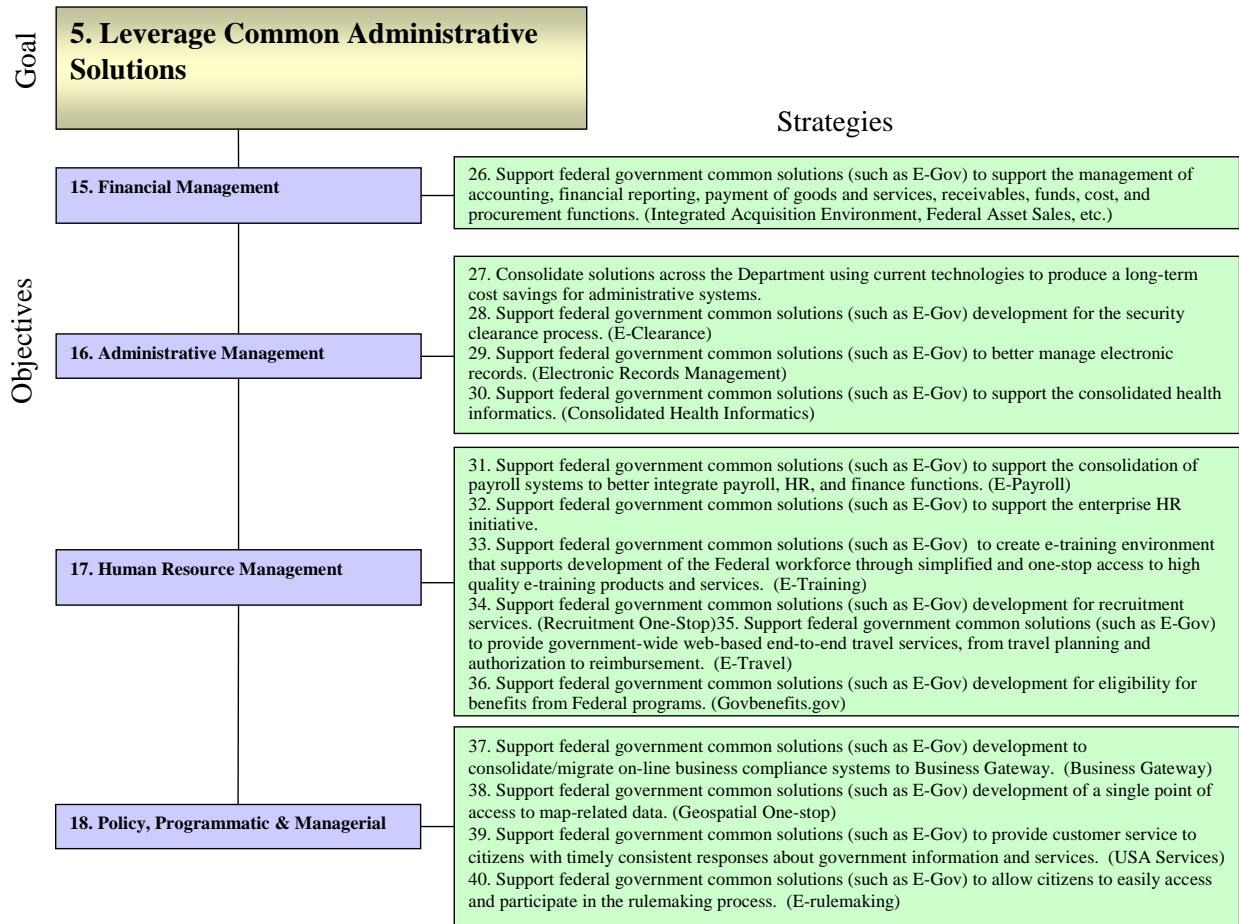 Goal
5. Leverage Common Administrative
Solutions
Strategies
Objectives
15. Financial Management
26. Support federal government common solutions (such as E-Gov) to support the management of
accounting, financial reporting, payment of goods and services, receivables, funds, cost, and
procurement functions. (Integrated Acquisition Environment, Federal Asset Sales, etc.)
16. Administrative Management
27. Consolidate solutions across the Department using current technologies to produce a long-term
cost savings for administrative systems.
28. Support federal government common solutions (such as E-Gov) development for the security
clearance process. (E-Clearance)
29. Support federal government common solutions (such as E-Gov) to better manage electronic
records. (Electronic Records Management)
30. Support federal government common solutions (such as E-Gov) to support the consolidated health
informatics. (Consolidated Health Informatics)
17. Human Resource Management
31. Support federal government common solutions (such as E-Gov) to support the consolidation of
payroll systems to better integrate payroll, HR, and finance functions. (E-Payroll)
32. Support federal government common solutions (such as E-Gov) to support the enterprise HR
initiative.
33. Support federal government common solutions (such as E-Gov)  to create e-training environment
that supports development of the Federal workforce through simplified and one-stop access to high
quality e-training products and services.  (E-Training)
34. Support federal government common solutions (such as E-Gov) development for recruitment
services. (Recruitment One-Stop)35. Support federal government common solutions (such as E-Gov)
to provide government-wide web-based end-to-end travel services, from travel planning and
authorization to reimbursement.  (E-Travel)
36. Support federal government common solutions (such as E-Gov) development for eligibility for
benefits from Federal programs. (Govbenefits.gov)
18. Policy, Programmatic & Managerial
37. Support federal government common solutions (such as E-Gov) development to
consolidate/migrate on-line business compliance systems to Business Gateway.  (Business Gateway)
38. Support federal government common solutions (such as E-Gov) development of a single point of
access to map-related data. (Geospatial One-stop)
39. Support federal government common solutions (such as E-Gov) to provide customer service to
citizens with timely consistent responses about government information and services.  (USA Services)
40. Support federal government common solutions (such as E-Gov) to allow citizens to easily access
and participate in the rulemaking process.  (E-rulemaking)